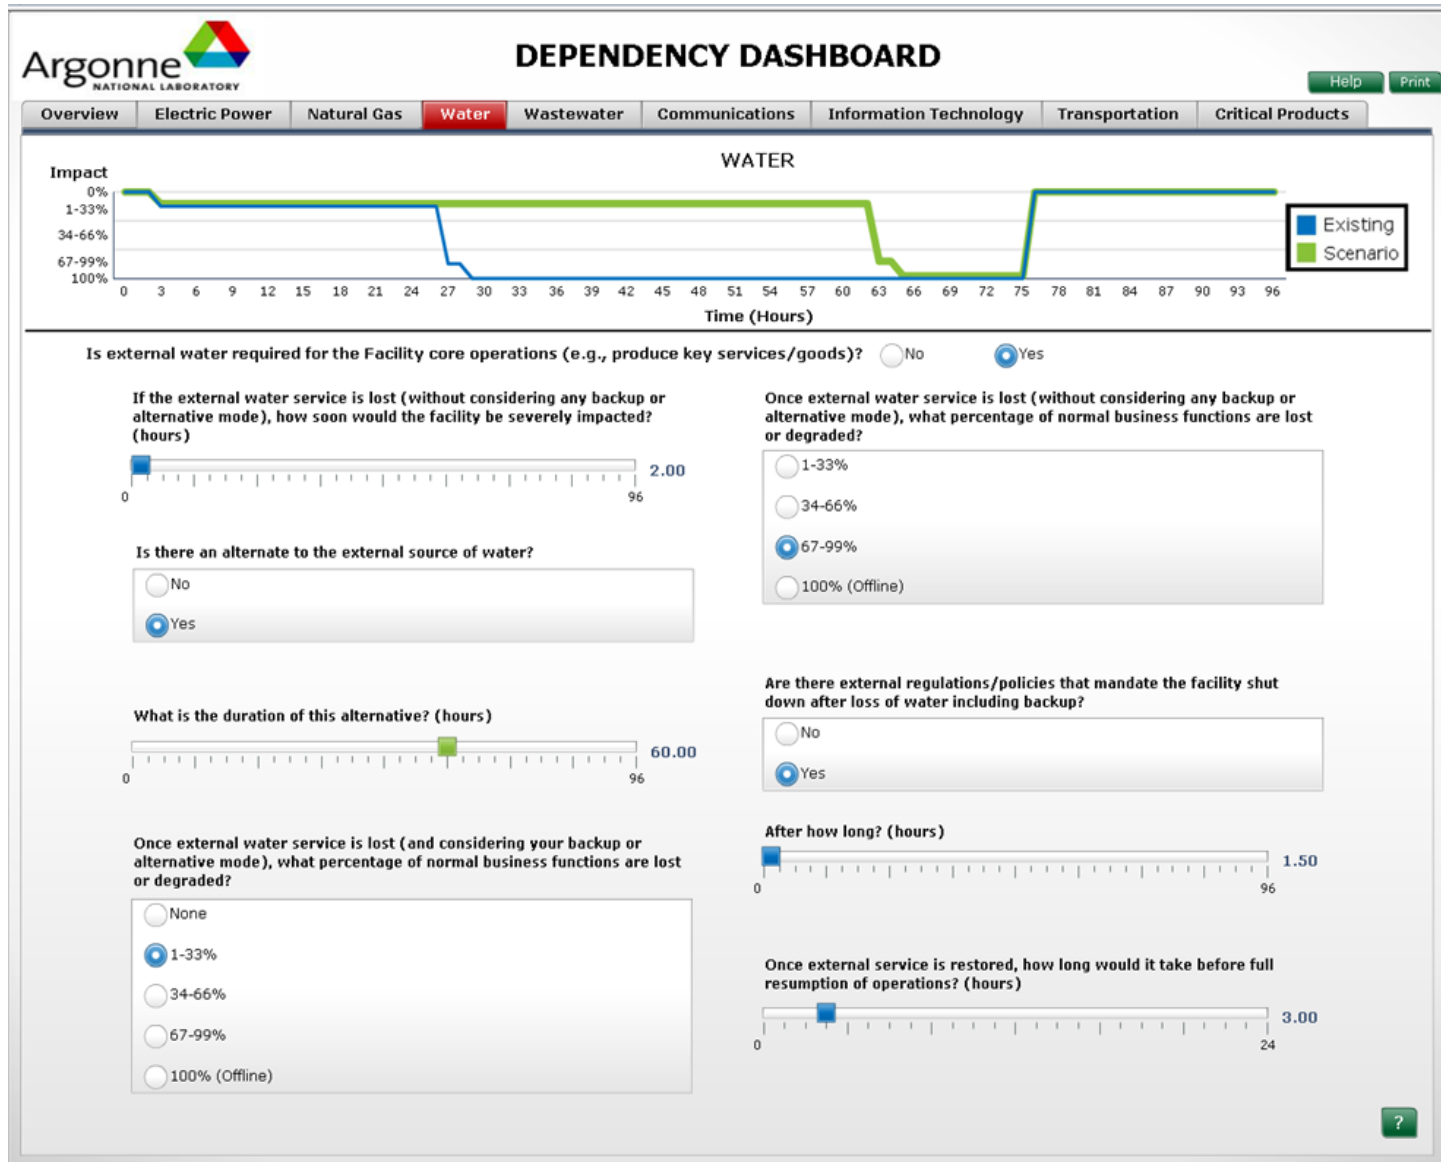 Argonne
NATIONAL LABORATORY
DEPENDENCY DASHBOARD
Help
Print
Overview
Electric Power
Natural Gas
Water
Wastewater
Communications
Information Technology
Transportation
Critical Products
WATER
Impact
0%
1-33%
34-66%
67-99%
100%
0 3 6 9 12 15 18 21 24 27 30 33 36 39 42 45 48 51 54 57 60 63 66 69 72 75 78 81 84 87 90 93 96
Time (Hours)
Existing
Scenario
Is external water required for the Facility core operations (e.g., produce key services/goods)? No Yes
If the external water service is lost (without considering any backup or
alternative mode), how soon would the facility be severely impacted?
(hours)
2.00
0 96
Is there an alternate to the external source of water?
No
Yes
What is the duration of this alternative? (hours)
60.00
0 96
Once external water service is lost (and considering your backup or
alternative mode), what percentage of normal business functions are lost
or degraded?
None
1-33%
34-66%
67-99%
100% (Offline)
Once external water service is lost (without considering any backup or
alternative mode), what percentage of normal business functions are lost
or degraded?
1-33%
34-66%
67-99%
100% (Offline)
Are there external regulations/policies that mandate the facility shut
down after loss of water including backup?
No
Yes
After how long? (hours)
1.50
0 96
Once external service is restored, how long would it take before full
resumption of operations? (hours)
3.00
0 24
?